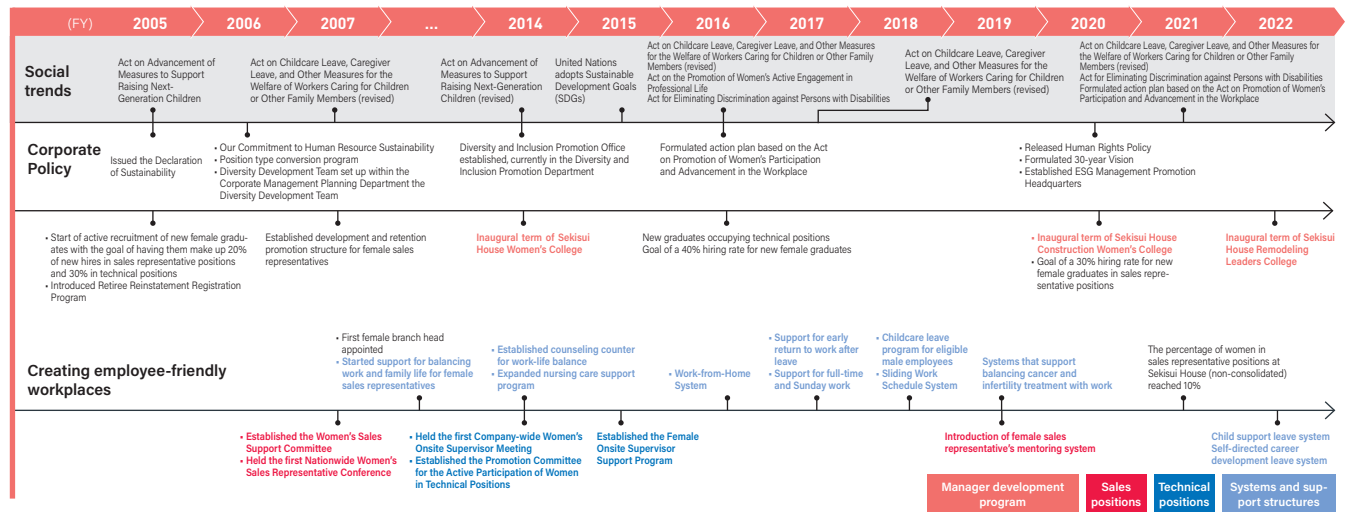 (FY) 2005 2006 2007 ... 2014 2015 2016 2017 2018 2019 2020 2021 2022
Social
trends
Act on Advancement of
Measures to Support
Raising Next-
Generation Children
Act on Childcare Leave, Caregiver
Leave, and Other Measures for the
Welfare of Workers Caring for Children
or Other Family Members (revised)
Act on Advancement of
Measures to Support
Raising Next-Generation
Children (revised)
United Nations
adopts Sustainable
Development Goals
(SDGs)
Act on Childcare Leave, Caregiver Leave, and Other Measures
for the Welfare of Workers Caring for Children or Other Family
Members (revised)
Act on the Promotion of Women's Active Engagement in
Professional Life
Act for Eliminating Discrimination against Persons with Disabilities
Act on Childcare Leave, Caregiver
Leave, and Other Measures for the
Welfare of Workers Caring for Children
or Other Family Members (revised)
Act on Childcare Leave, Caregiver Leave, and Other Measures for
the Welfare of Workers Caring for Children or Other Family
Members (revised)
Act for Eliminating Discrimination against Persons with Disabilities
Formulated action plan based on the Act on Promotion of Women's
Participation and Advancement in the Workplace
Corporate
Policy
Issued the Declaration
of Sustainability
• Our Commitment to Human Resource Sustainability
• Position type conversion program
• Diversity Development Team set up within the
Corporate Management Planning Department the
Diversity Development Team
Diversity and Inclusion Promotion Office
established, currently in the Diversity and
Inclusion Promotion Department
Formulated action plan based on the Act
on Promotion of Women's Participation
and Advancement in the Workplace
• Released Human Rights Policy
• Formulated 30-year Vision
• Established ESG Management Promotion
Headquarters
• Start of active recruitment of new female gradu-
ates with the goal of having them make up 20%
of new hires in sales representative positions
and 30% in technical positions
• Introduced Retiree Reinstatement Registration
Program
Established development and retention
promotion structure for female sales
representatives
Inaugural term of Sekisui
House Women's College
New graduates occupying technical positions
Goal of a 40% hiring rate for new female graduates
• Inaugural term of Sekisui House
Construction Women's College
• Goal of a 30% hiring rate for new
female graduates in sales repre-
sentative positions
Inaugural term of Sekisui
House Remodeling
Leaders College
Creating employee-friendly
workplaces
• First female branch head
appointed
• Started support for balancing
work and family life for female
sales representatives
• Established counseling counter
for work-life balance
• Expanded nursing care support
program
• Work-from-Home
System
• Support for early
return to work after
leave
• Support for full-time
and Sunday work
• Childcare leave
program for eligible
male employees
• Sliding Work
Schedule System
Systems that support
balancing cancer and
infertility treatment with work
The percentage of women in
sales representative positions at
Sekisui House (non-consolidated)
reached 10%
• Established the Women's Sales
Support Committee
• Held the first Nationwide Women's
Sales Representative Conference
• Held the first Company-wide Women's
Onsite Supervisor Meeting
• Established the Promotion Committee
for the Active Participation of Women
in Technical Positions
Established the Female
Onsite Supervisor
Support Program
Introduction of female sales
representative's mentoring system
Child support leave system
Self-directed career
development leave system
Manager development
program
Sales
positions
Technical
positions
Systems and sup-
port structures